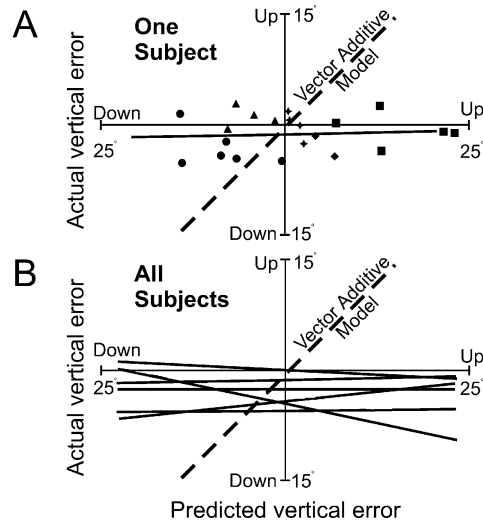 A
One
Subject
Actual vertical error
Up
15°
Vector Additive
Model
Down
25°
Up
25°
Down
15°
B
All
Subjects
Actual vertical error
Up
15°
Vector Additive
Model
Down
25°
Up
25°
Down
15°
Predicted vertical error